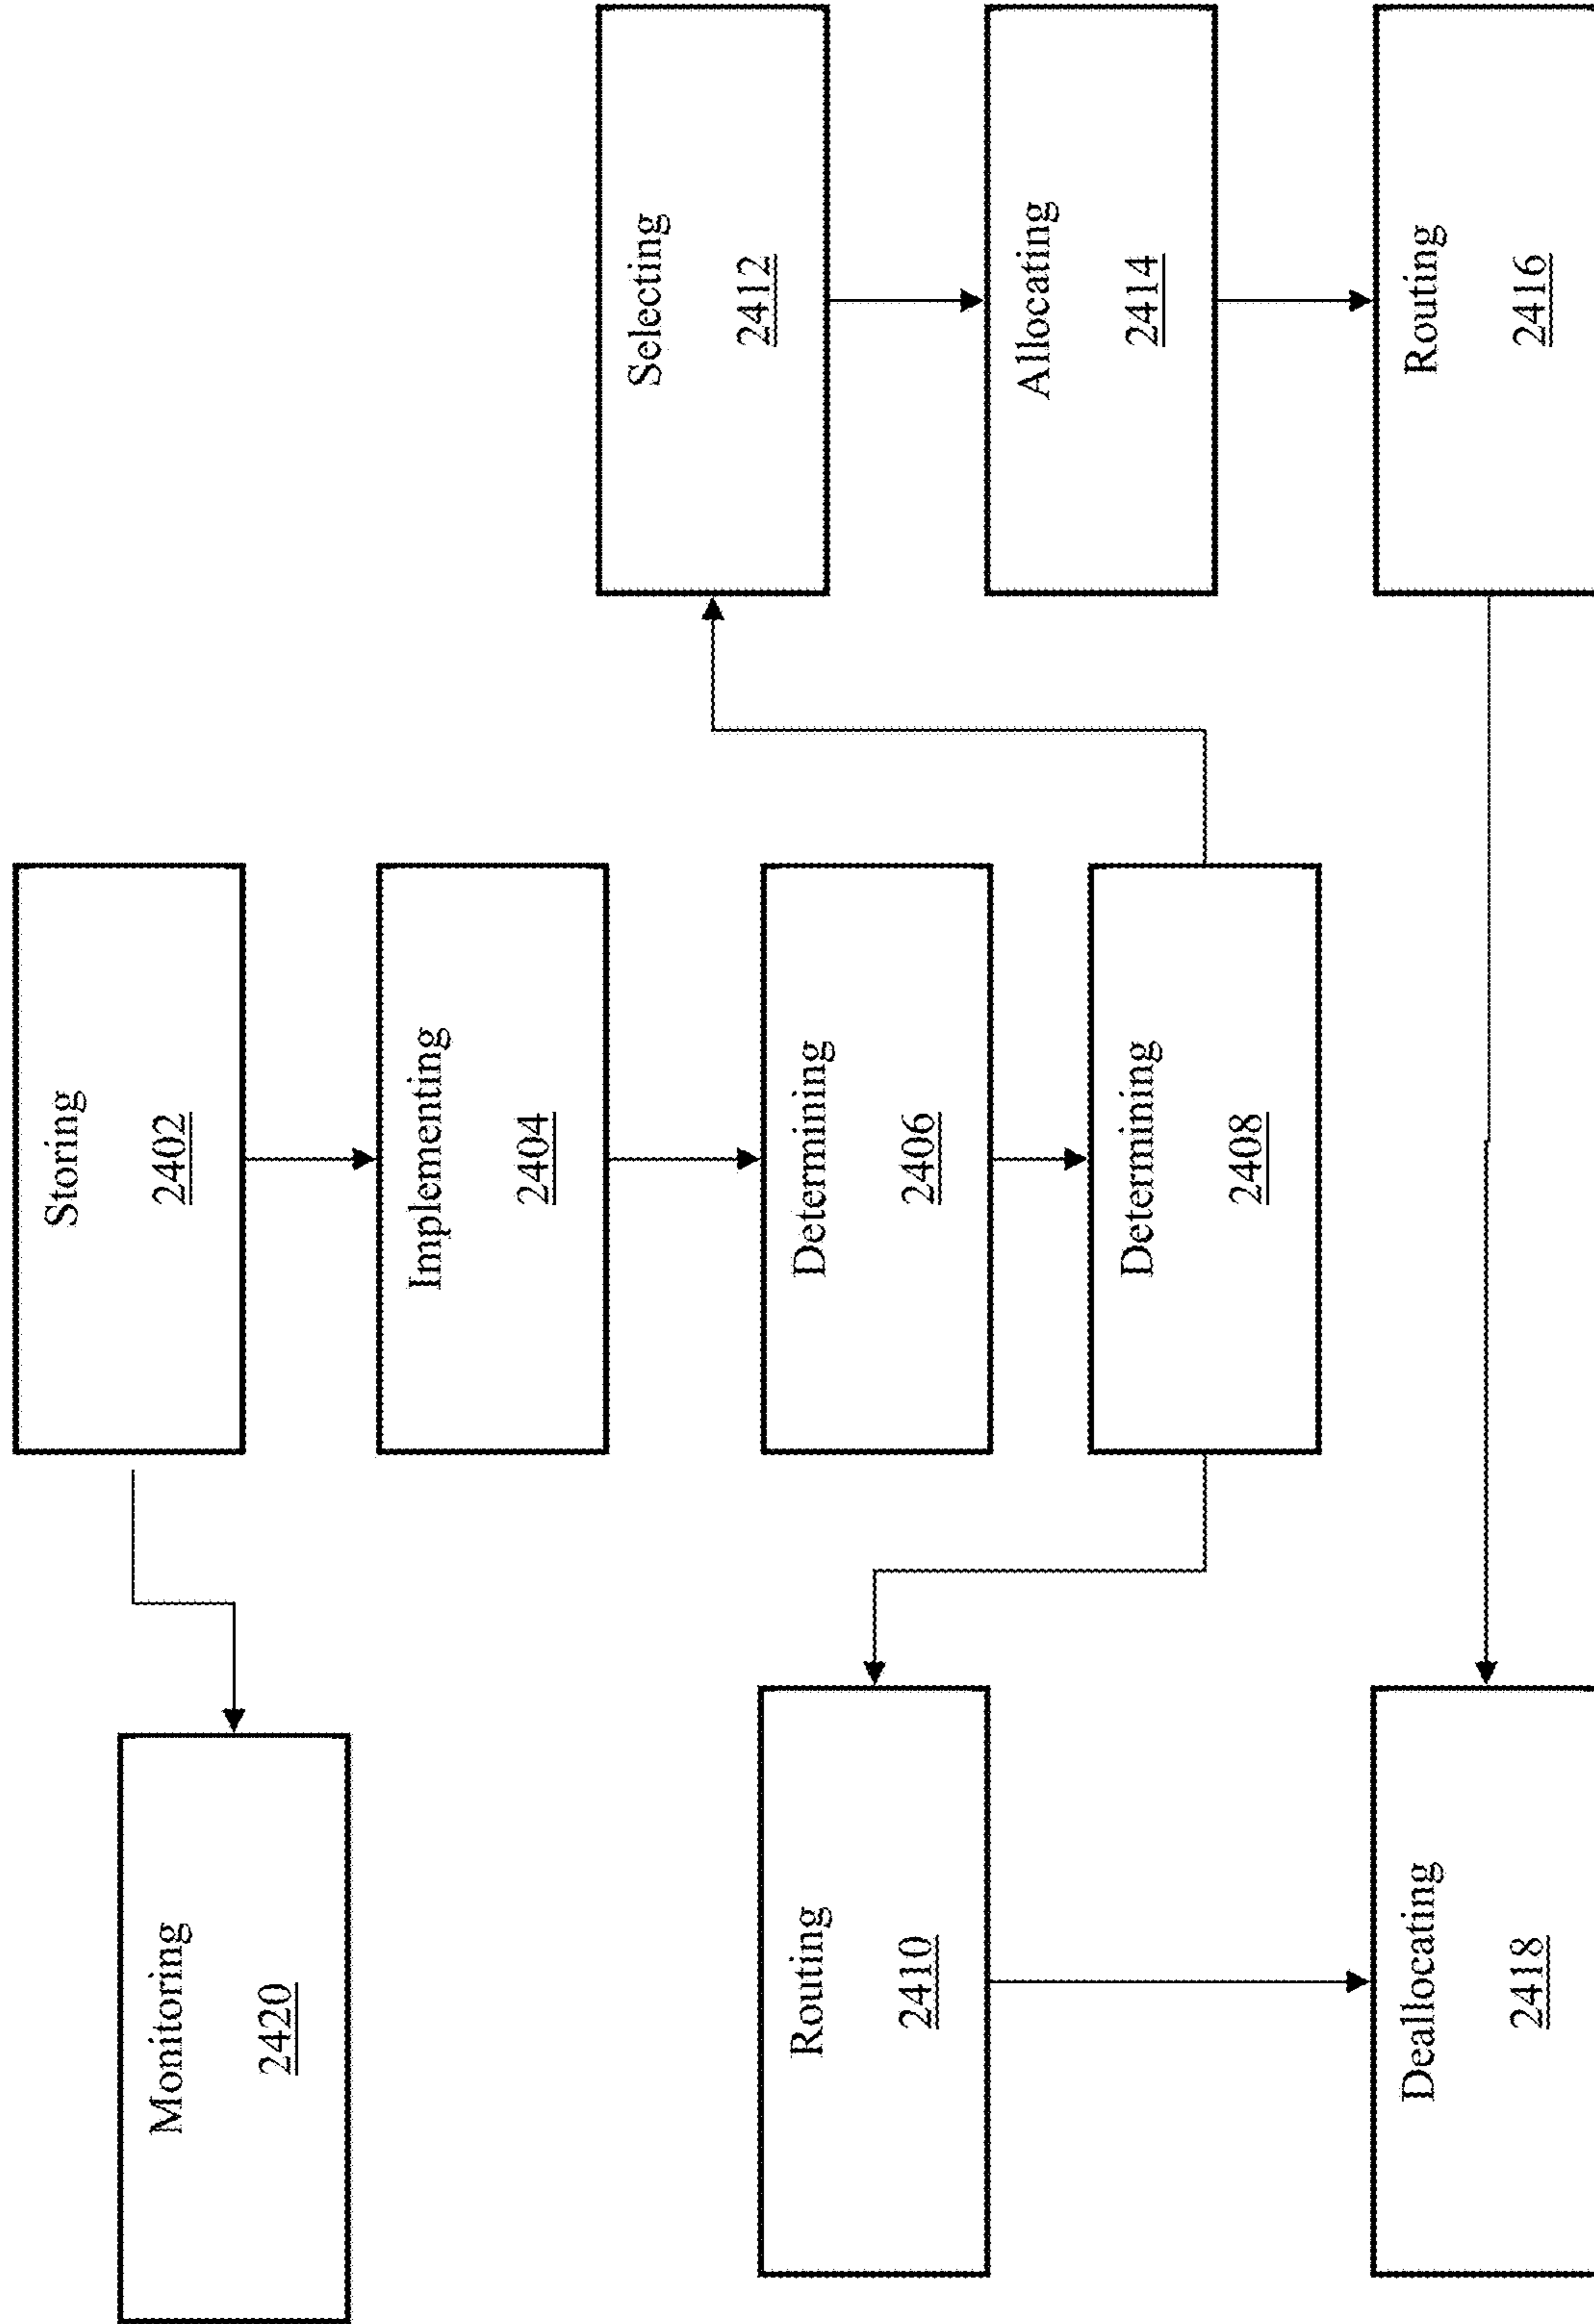 Storing
2402
Monitoring
2420
Implementing
2404
Selecting
2412
Routing
2410
Determining
2406
Allocating
2414
Determining
2408
Deallocating
2418
Routing
2416